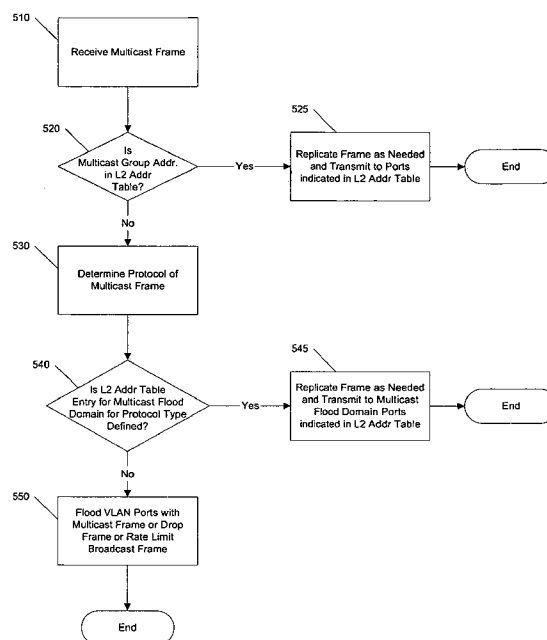 510
Receive Multicast Frame
520
Is
Multicast Group Addr.
in L2 Addr
Table?
Yes
525
Replicate Frame as Needed
and Transmit to Ports
indicated in L2 Addr Table
End
No
530
Determine Protocol of
Multicast Frame
540
Is L2 Addr Table
Entry for Multicast Flood
Domain for Protocol Type
Defined?
Yes
545
Replicate Frame as Needed
and Transmit to Multicast
Flood Domain Ports
indicated in L2 Addr Table
End
No
550
Flood VLAN Ports with
Multicast Frame or Drop
Frame or Rate Limit
Broadcast Frame
End